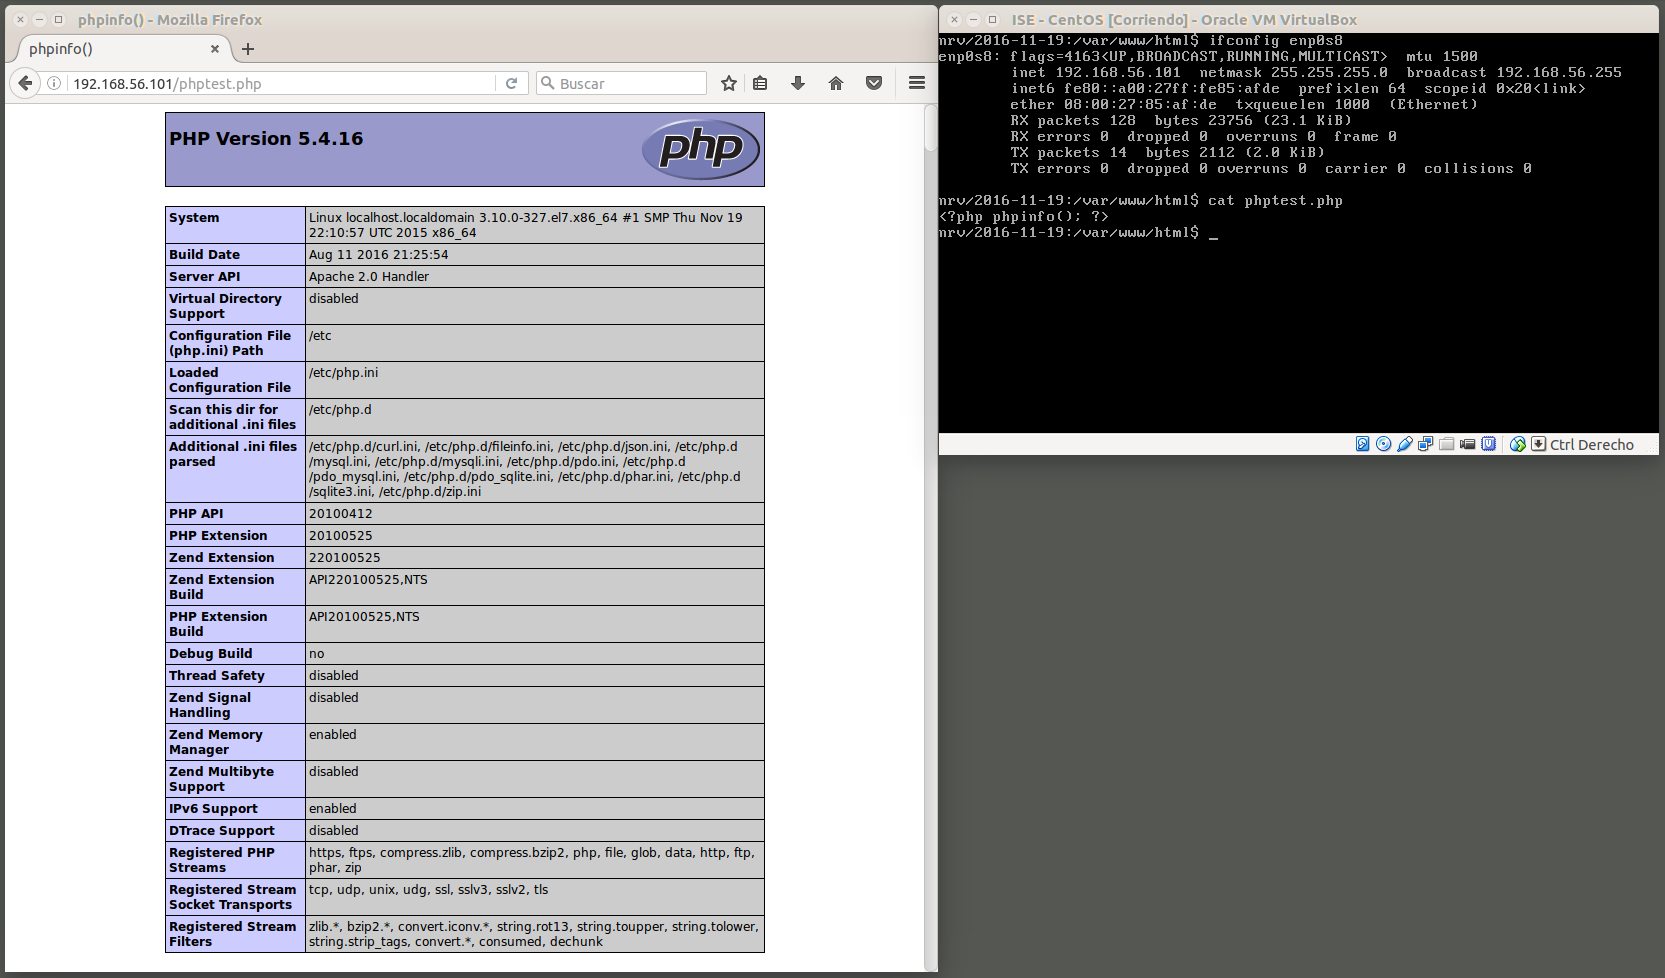 phpinfo() - Mozilla Firefox
phpinfo()
192.168.56.101/phptest.php
Buscar
PHP Version 5.4.16
php
System
Linux localhost.localdomain 3.10.0-327.el7.x86_64 #1 SMP Thu Nov 19
22:10:57 UTC 2015 x86_64
Build Date
Aug 11 2016 21:25:54
Server API
Apache 2.0 Handler
Virtual Directory
Support
disabled
Configuration File
(php.ini) Path
/etc
Loaded
Configuration File
/etc/php.ini
Scan this dir for
additional .ini files
/etc/php.d
Additional .ini files
parsed
/etc/php.d/curl.ini, /etc/php.d/fileinfo.ini, /etc/php.d/json.ini, /etc/php.d
/mysql.ini, /etc/php.d/mysqli.ini, /etc/php.d/pdo.ini, /etc/php.d
/pdo_mysql.ini, /etc/php.d/pdo_sqlite.ini, /etc/php.d/phar.ini, /etc/php.d
/sqlite3.ini, /etc/php.d/zip.ini
PHP API
20100412
PHP Extension
20100525
Zend Extension
220100525
Zend Extension
Build
API220100525,NTS
PHP Extension
Build
API20100525,NTS
Debug Build
no
Thread Safety
disabled
Zend Signal
Handling
disabled
Zend Memory
Manager
enabled
Zend Multibyte
Support
disabled
IPv6 Support
enabled
DTrace Support
disabled
Registered PHP
Streams
https, ftps, compress.zlib, compress.bzip2, php, file, glob, data, http, ftp,
phar, zip
Registered Stream
Socket Transports
tcp, udp, unix, udg, ssl, sslv3, sslv2, tls
Registered Stream
Filters
zlib.*, bzip2.*, convert.iconv.*, string.rot13, string.toupper, string.tolower,
string.strip_tags, convert.*, consumed, dechunk
ISE - CentOS [Corriendo] - Oracle VM VirtualBox
nrv/2016-11-19:/var/www/html$ ifconfig enp0s8
enp0s8: flags=4163<UP,BROADCAST,RUNNING,MULTICAST>  mtu 1500
inet 192.168.56.101  netmask 255.255.255.0  broadcast 192.168.56.255
inet6 fe80::a00:27ff:fe85:afde  prefixlen 64  scopeid 0x20<link>
ether 08:00:27:85:af:de  txqueuelen 1000  (Ethernet)
RX packets 128  bytes 23756 (23.1 KiB)
RX errors 0  dropped 0  overruns 0  frame 0
TX packets 14  bytes 2112 (2.0 KiB)
TX errors 0  dropped 0 overruns 0  carrier 0  collisions 0
nrv/2016-11-19:/var/www/html$ cat phptest.php
<?php phpinfo(); ?>
nrv/2016-11-19:/var/www/html$ _
Ctrl Derecho